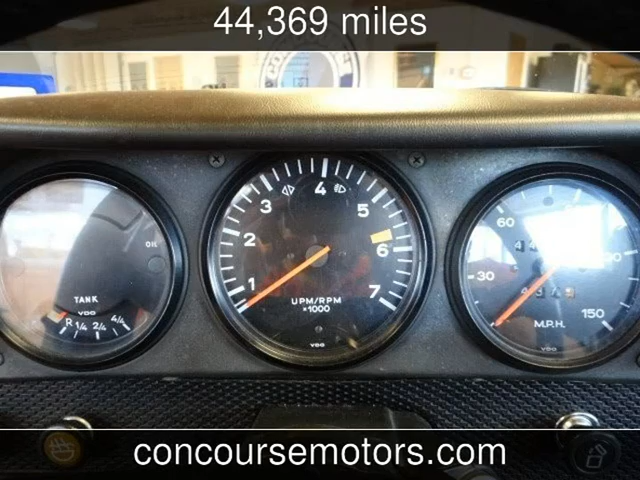 44,369 miles
OIL
TANK
VDO
R 1/4 2/4 4/4
1 2 3 4 5 6 7
UPM/RPM
×1000
VDO
30 60 150
M.P.H.
VDO
concoursemotors.com